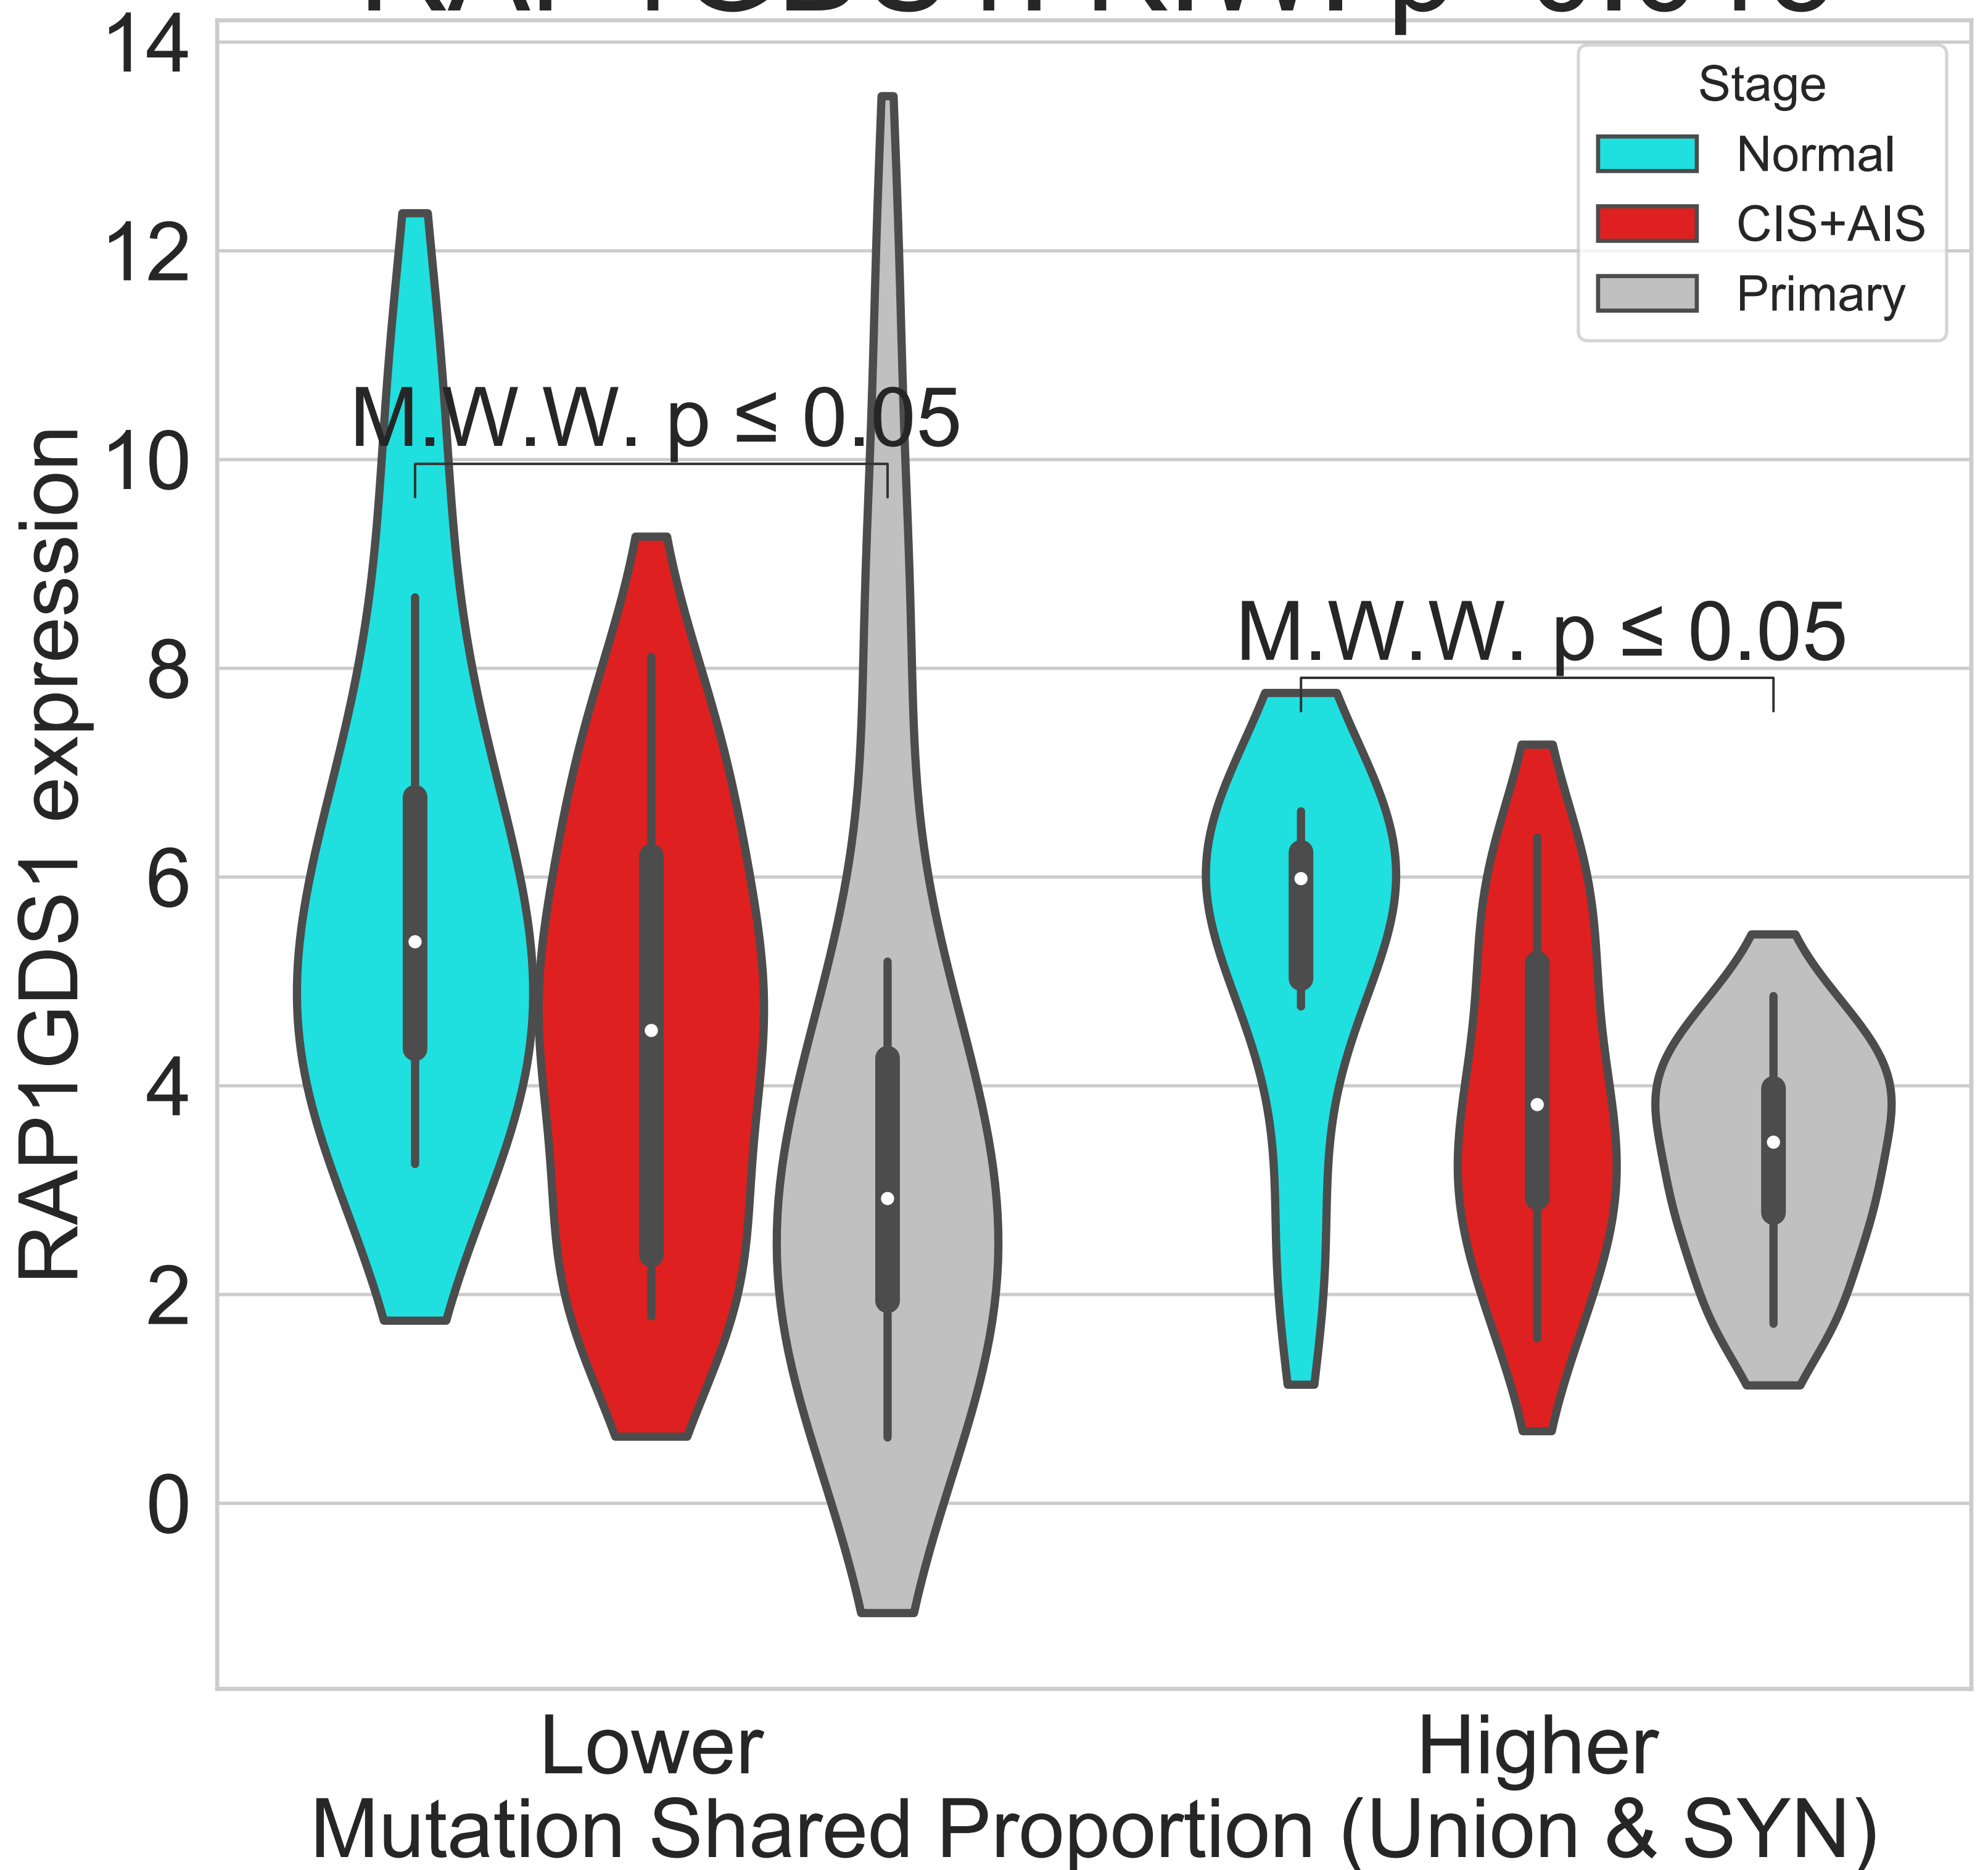 14
12
10
8
6
4
2
0
RAP1GDS1 expression
Stage
Normal
CIS+AIS
Primary
M.W.W. p ≤ 0.05
M.W.W. p ≤ 0.05
Lower
Higher
Mutation Shared Proportion (Union & SYN)